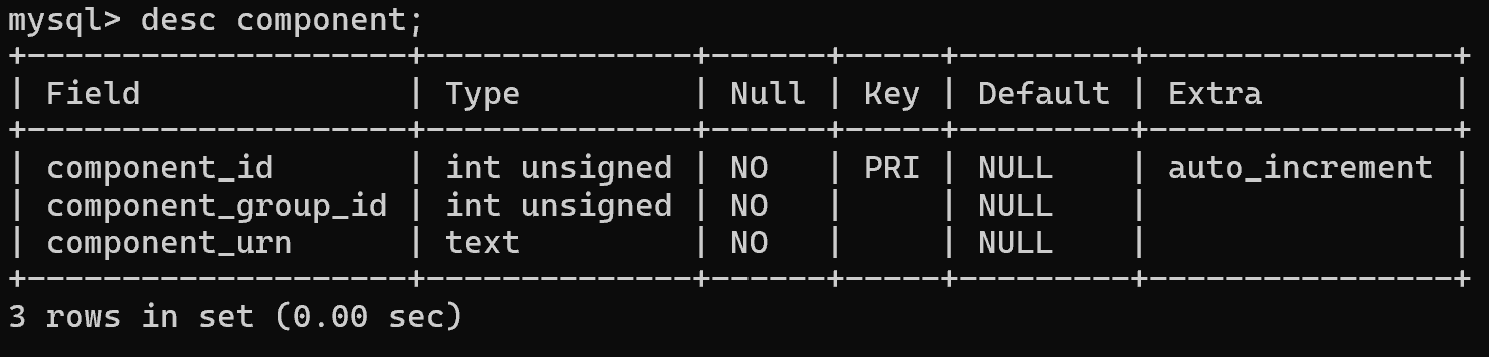 mysql> desc component;
+--------------------+--------------+------+-----+---------+----------------+
| Field              | Type         | Null | Key | Default | Extra          |
+--------------------+--------------+------+-----+---------+----------------+
| component_id       | int unsigned | NO   | PRI | NULL    | auto_increment |
| component_group_id | int unsigned | NO   |     | NULL    |                |
| component_urn      | text         | NO   |     | NULL    |                |
+--------------------+--------------+------+-----+---------+----------------+
3 rows in set (0.00 sec)